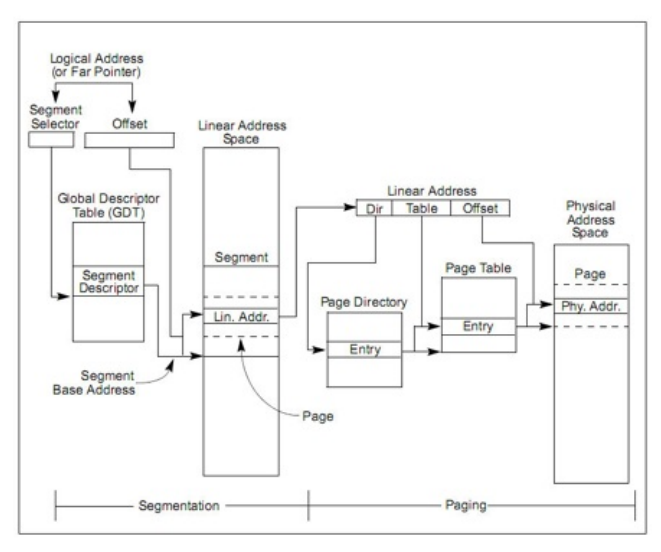 Logical Address
(or Far Pointer)
Segment
Selector
Offset
Linear Address
Space
Global Descriptor
Table (GDT)
Segment
Descriptor
Segment
Lin. Addr.
Segment
Base Address
Page
Linear Address
Dir
Table
Offset
Physical
Address
Space
Page Directory
Entry
Page Table
Entry
Page
Phy. Addr.
Segmentation
Paging